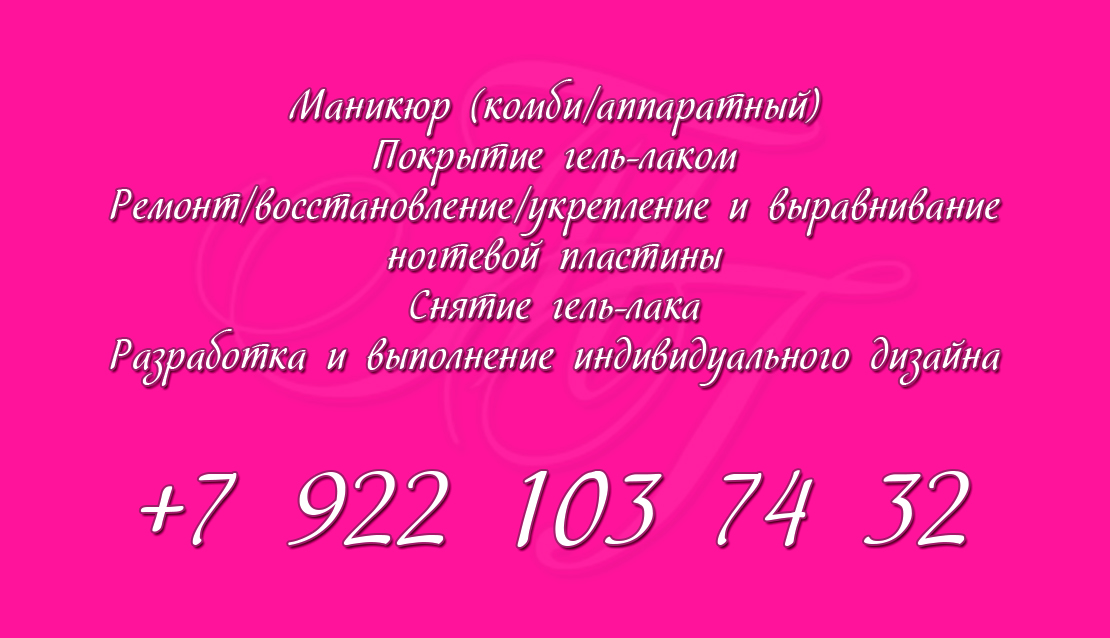 Маникюр (комби/аппаратный)
Покрытие гель-лаком
Ремонт/восстановление/укрепление и выравнивание
ногтевой пластины
Снятие гель-лака
Разработка и выполнение индивидуального дизайна
+7 922 103 74 32